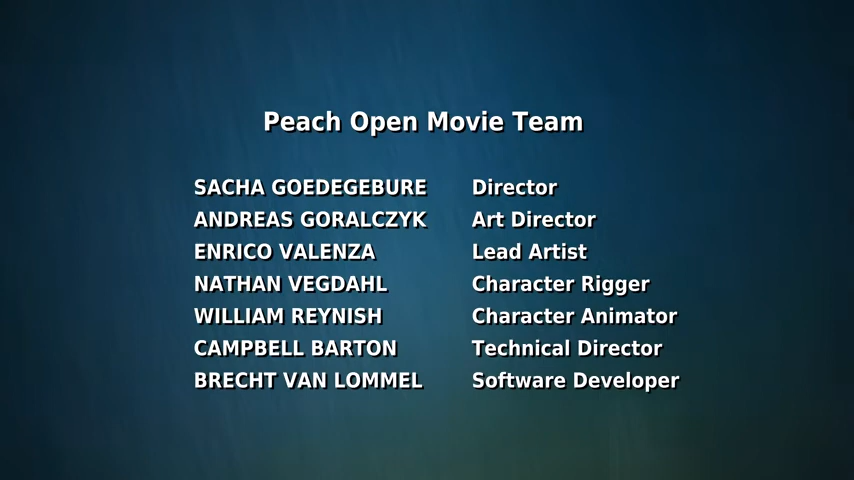 Peach Open Movie Team
SACHA GOEDEGEBURE Director
ANDREAS GORALCZYK Art Director
ENRICO VALENZA Lead Artist
NATHAN VEGDAHL Character Rigger
WILLIAM REYNISH Character Animator
CAMPBELL BARTON Technical Director
BRECHT VAN LOMMEL Software Developer